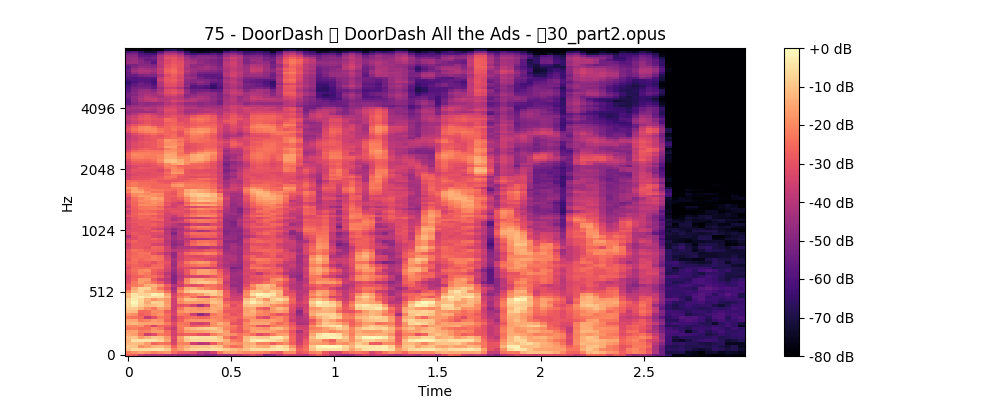 75 - DoorDash ▯ DoorDash All the Ads - ▯30_part2.opus
Hz
4096
2048
1024
512
0
0
0.5
1
1.5
2
2.5
Time
+0 dB
-10 dB
-20 dB
-30 dB
-40 dB
-50 dB
-60 dB
-70 dB
-80 dB